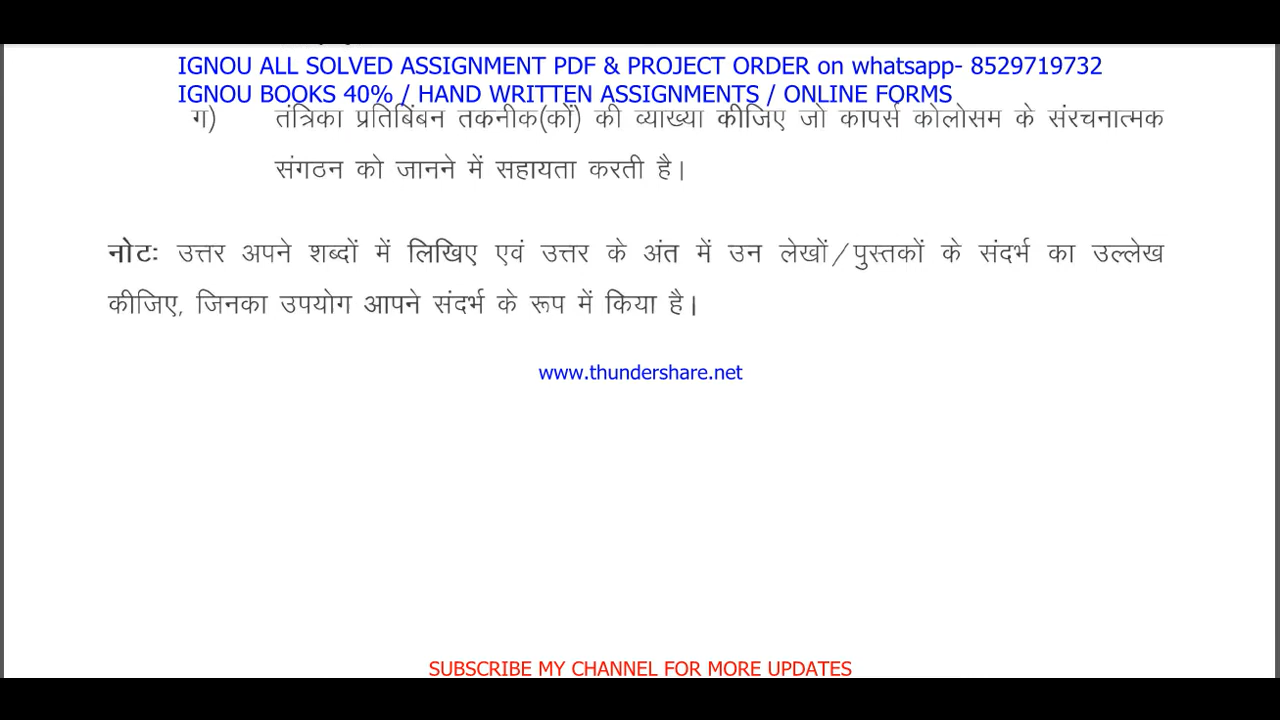 IGNOU ALL SOLVED ASSIGNMENT PDF & PROJECT ORDER on whatsapp- 8529719732
IGNOU BOOKS 40% / HAND WRITTEN ASSIGNMENTS / ONLINE FORMS
ग) तंत्रिका प्रतिबिंबन तकनीक(कों) की व्याख्या कीजिए जो कापर्स कोलोसम के संरचनात्मक
संगठन को जानने में सहायता करती है।
नोटः उत्तर अपने शब्दों में लिखिए एवं उत्तर के अंत में उन लेखों/पुस्तकों के संदर्भ का उल्लेख
कीजिए, जिनका उपयोग आपने संदर्भ के रूप में किया है।
www.thundershare.net
SUBSCRIBE MY CHANNEL FOR MORE UPDATES